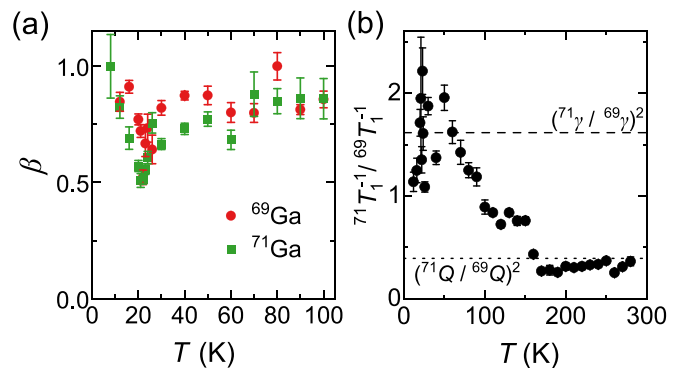 (a)
1.0
0.5
0.0
β
0 20 40 60 80 100
T (K)
⁶⁹Ga
⁷¹Ga
(b)
2
1
0
⁷¹T₁⁻¹/ ⁶⁹T₁⁻¹
(⁷¹γ / ⁶⁹γ)²
(⁷¹Q / ⁶⁹Q)²
0 100 200 300
T (K)